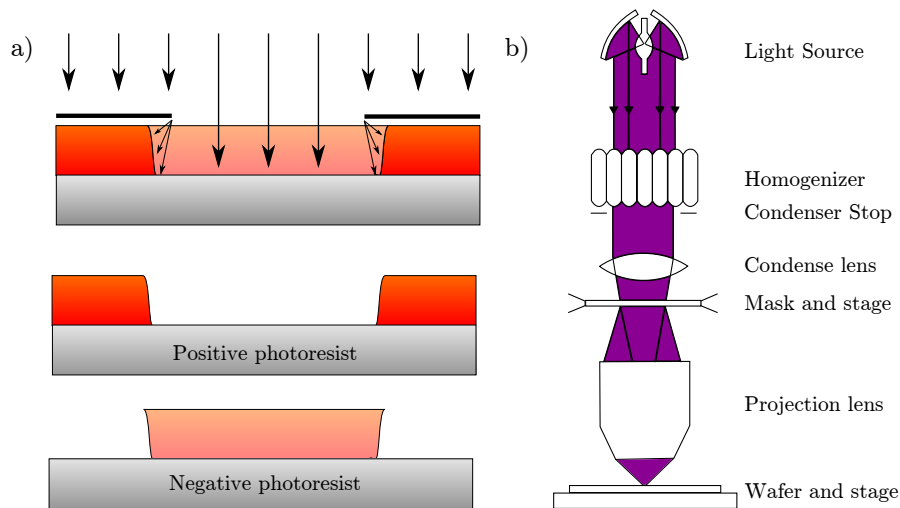 a)
Positive photoresist
Negative photoresist
b)
Light Source
Homogenizer
Condenser Stop
Condense lens
Mask and stage
Projection lens
Wafer and stage